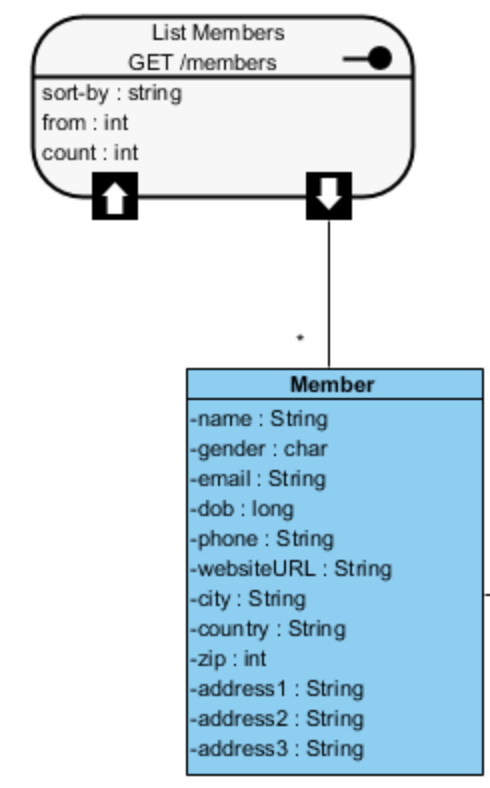 List Members
GET /members
sort-by : string
from : int
count : int
*
Member
-name : String
-gender : char
-email : String
-dob : long
-phone : String
-websiteURL : String
-city : String
-country : String
-zip : int
-address1 : String
-address2 : String
-address3 : String